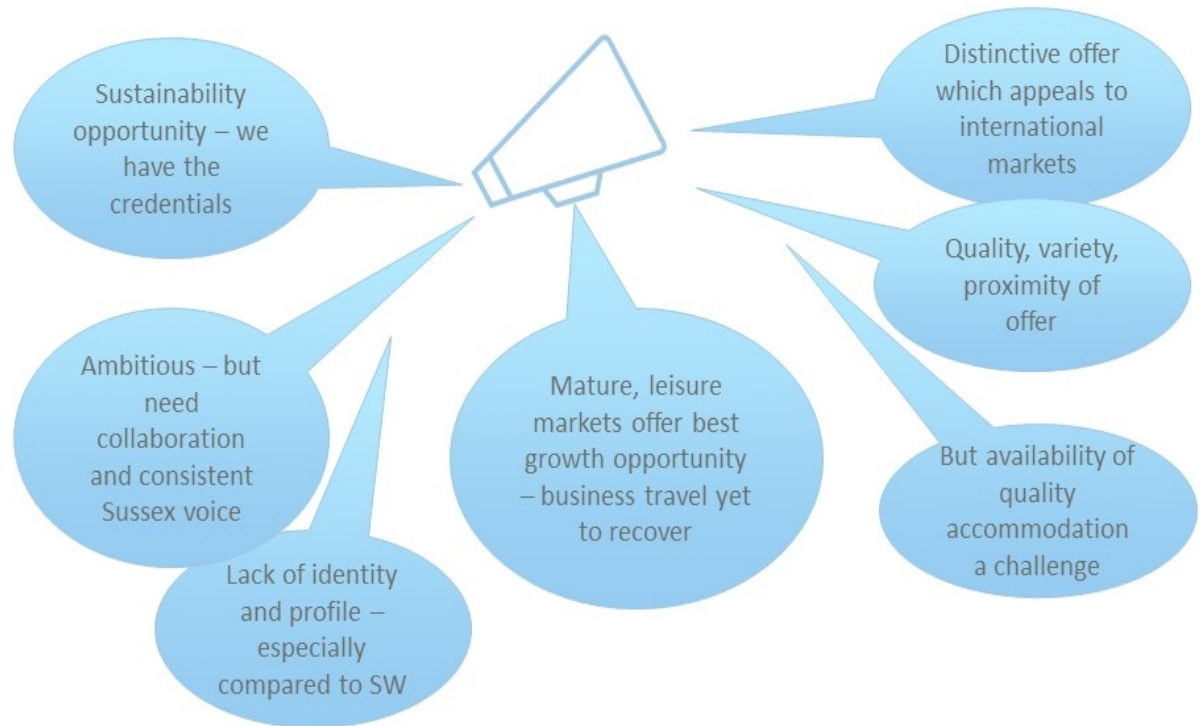 Sustainability
opportunity – we
have the
credentials
Distinctive offer
which appeals to
international
markets
Quality, variety,
proximity of
offer
Ambitious – but
need
collaboration
and consistent
Sussex voice
Mature, leisure
markets offer best
growth opportunity
– business travel yet
to recover
But availability of
quality
accommodation
a challenge
Lack of identity
and profile –
especially
compared to SW